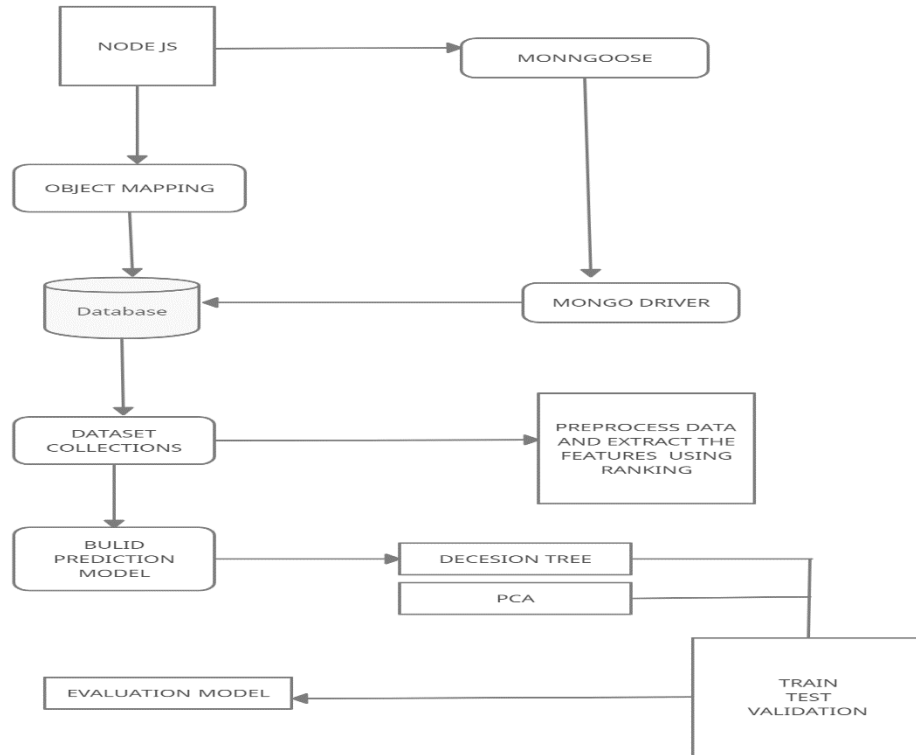 NODE JS
MONNGOOSE
OBJECT MAPPING
Database
MONGO DRIVER
DATASET
COLLECTIONS
PREPROCESS DATA
AND EXTRACT THE
FEATURES USING
RANKING
BULID
PREDICTION
MODEL
DECESION TREE
PCA
TRAIN
TEST
VALIDATION
EVALUATION MODEL